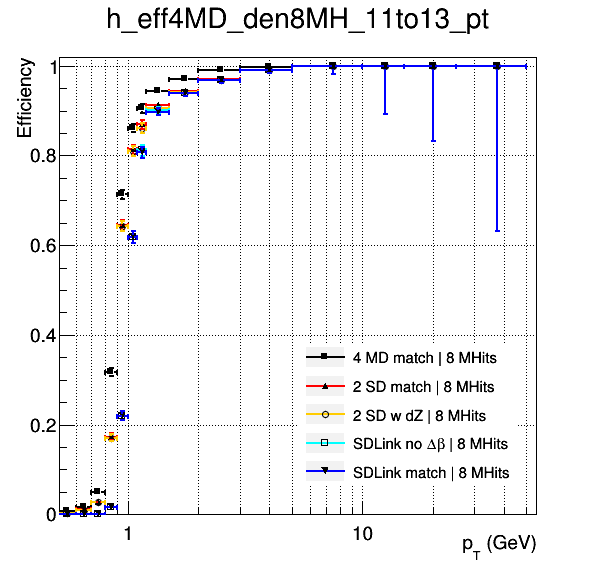 h_eff4MD_den8MH_11to13_pt
Efficiency
1
0.8
0.6
0.4
0.2
0
4 MD match | 8 MHits
2 SD match | 8 MHits
2 SD w dZ | 8 MHits
SDLink no Δβ | 8 MHits
SDLink match | 8 MHits
1 10
p_T (GeV)